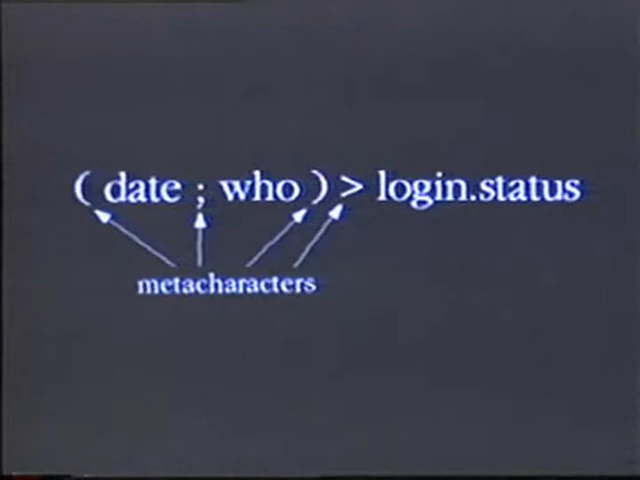 ( date ; who ) > login.status
metacharacters